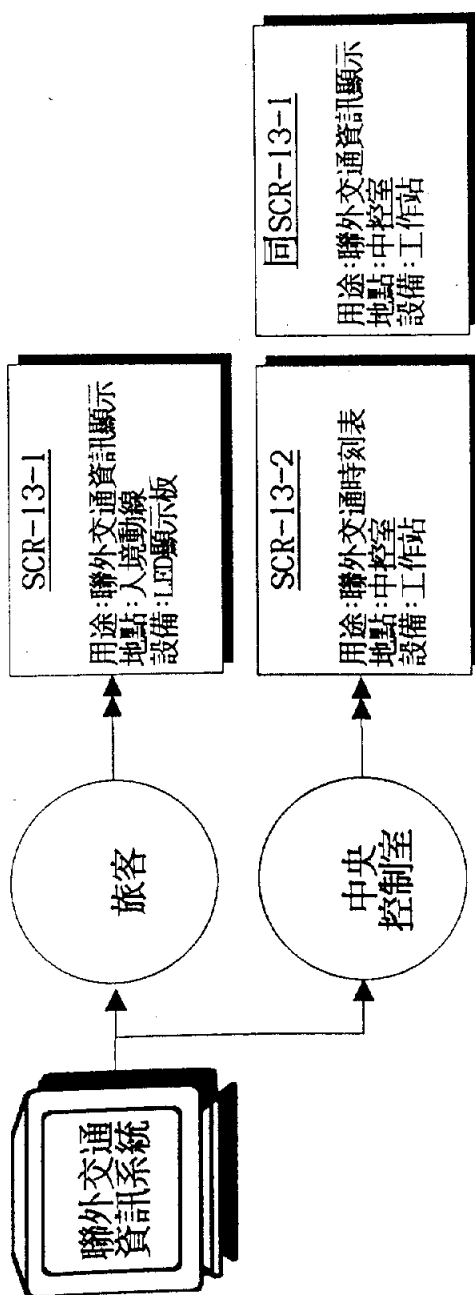 聯外交通
資訊系統
旅客
SCR-13-1
用途:聯外交通資訊顯示
地點:入境動線
設備:LED顯示板
中央
控制室
SCR-13-2
用途:聯外交通時刻表
地點:中控室
設備:工作站
同SCR-13-1
用途:聯外交通資訊顯示
地點:中控室
設備:工作站